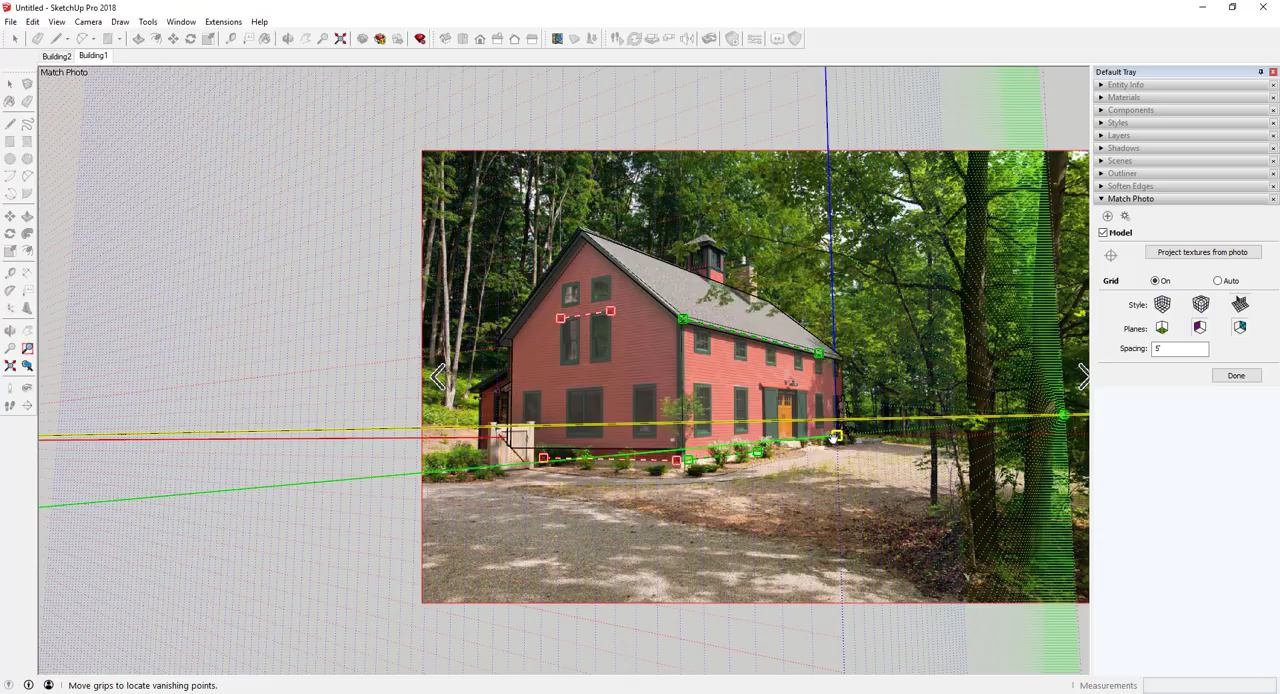 Untitled - SketchUp Pro 2018
File Edit View Camera Draw Tools Window Extensions Help
Building2 Building1
Match Photo
Default Tray
Entity Info
Materials
Components
Styles
Layers
Shadows
Scenes
Outliner
Soften Edges
Match Photo
Model
Project textures from photo
Grid On Auto
Style:
Planes:
Spacing: 5'
Done
Move grips to locate vanishing points.
Measurements